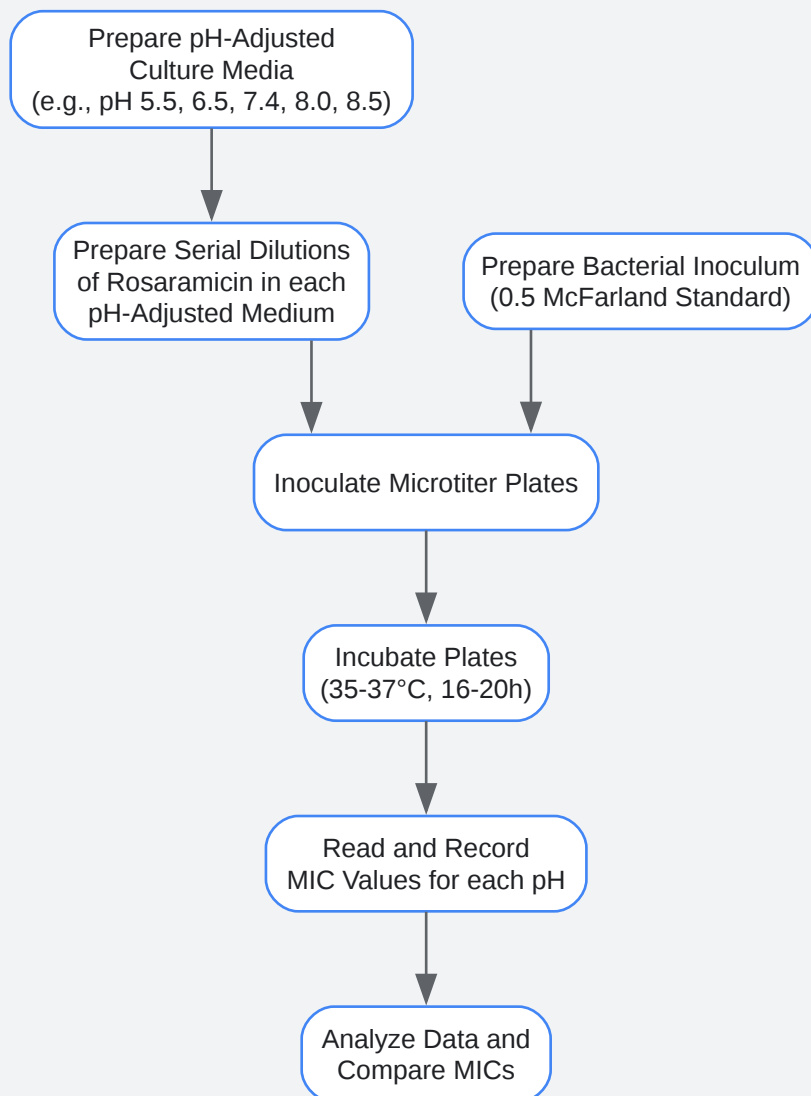 Prepare pH-Adjusted
Culture Media
(e.g., pH 5.5, 6.5, 7.4, 8.0, 8.5)
Prepare Serial Dilutions
of Rosaramicin in each
pH-Adjusted Medium
Prepare Bacterial Inoculum
(0.5 McFarland Standard)
Inoculate Microtiter Plates
Incubate Plates
(35-37°C, 16-20h)
Read and Record
MIC Values for each pH
Analyze Data and
Compare MICs